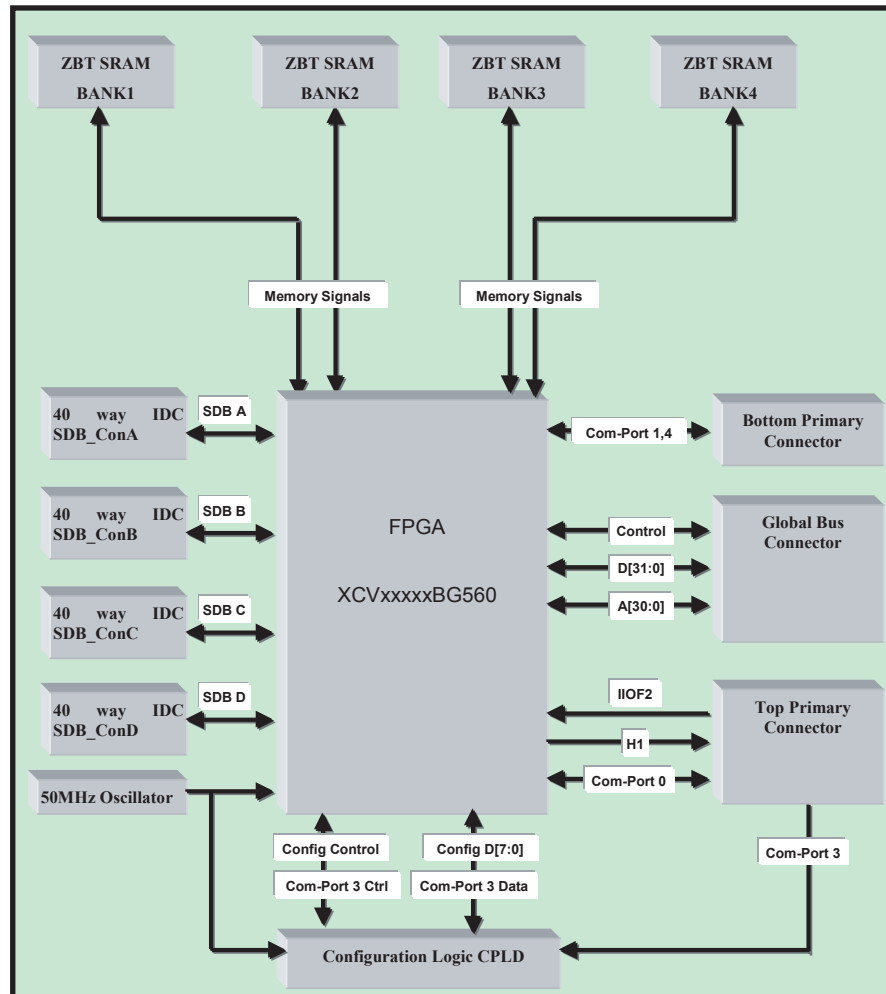 ZBT SRAM
BANK1
ZBT SRAM
BANK2
ZBT SRAM
BANK3
ZBT SRAM
BANK4
Memory Signals
Memory Signals
40 way IDC
SDB_ConA
SDB A
40 way IDC
SDB_ConB
SDB B
40 way IDC
SDB_ConC
SDB C
40 way IDC
SDB_ConD
SDB D
50MHz Oscillator
FPGA
XCVxxxxxBG560
Com-Port 1,4
Bottom Primary
Connector
Control
D[31:0]
A[30:0]
Global Bus
Connector
IIOF2
H1
Com-Port 0
Top Primary
Connector
Com-Port 3
Config Control
Com-Port 3 Ctrl
Config D[7:0]
Com-Port 3 Data
Configuration Logic CPLD